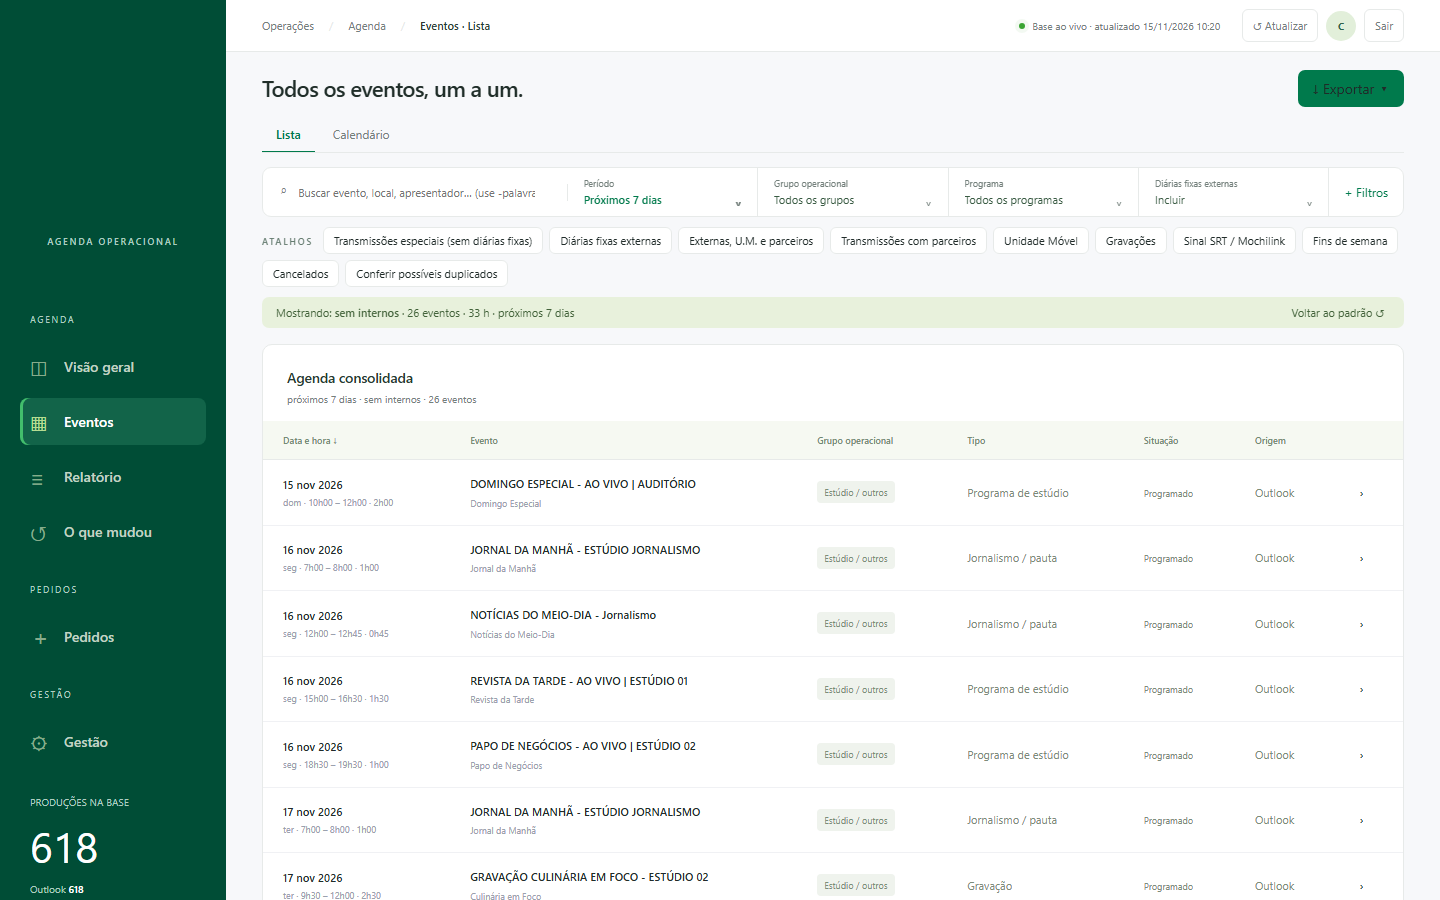 AGENDA OPERACIONAL
AGENDA
Visão geral
Eventos
Relatório
O que mudou
PEDIDOS
Pedidos
GESTÃO
Gestão
PRODUÇÕES NA BASE
618
Outlook 618
Operações / Agenda / Eventos · Lista
Base ao vivo · atualizado 15/11/2026 10:20
↺ Atualizar
C
Sair
Todos os eventos, um a um.
↓ Exportar ▾
Lista
Calendário
Buscar evento, local, apresentador... (use -palavra
Período
Próximos 7 dias
Grupo operacional
Todos os grupos
Programa
Todos os programas
Diárias fixas externas
Incluir
+ Filtros
ATALHOS
Transmissões especiais (sem diárias fixas)
Diárias fixas externas
Externas, U.M. e parceiros
Transmissões com parceiros
Unidade Móvel
Gravações
Sinal SRT / Mochilink
Fins de semana
Cancelados
Conferir possíveis duplicados
Mostrando: sem internos · 26 eventos · 33 h · próximos 7 dias
Voltar ao padrão ↺
Agenda consolidada
próximos 7 dias · sem internos · 26 eventos
Data e hora ↓ Evento Grupo operacional Tipo Situação Origem
15 nov 2026 DOMINGO ESPECIAL - AO VIVO | AUDITÓRIO Estúdio / outros Programa de estúdio Programado Outlook ›
dom · 10h00 – 12h00 · 2h00 Domingo Especial
16 nov 2026 JORNAL DA MANHÃ - ESTÚDIO JORNALISMO Estúdio / outros Jornalismo / pauta Programado Outlook ›
seg · 7h00 – 8h00 · 1h00 Jornal da Manhã
16 nov 2026 NOTÍCIAS DO MEIO-DIA - Jornalismo Estúdio / outros Jornalismo / pauta Programado Outlook ›
seg · 12h00 – 12h45 · 0h45 Notícias do Meio-Dia
16 nov 2026 REVISTA DA TARDE - AO VIVO | ESTÚDIO 01 Estúdio / outros Programa de estúdio Programado Outlook ›
seg · 15h00 – 16h30 · 1h30 Revista da Tarde
16 nov 2026 PAPO DE NEGÓCIOS - AO VIVO | ESTÚDIO 02 Estúdio / outros Programa de estúdio Programado Outlook ›
seg · 18h30 – 19h30 · 1h00 Papo de Negócios
17 nov 2026 JORNAL DA MANHÃ - ESTÚDIO JORNALISMO Estúdio / outros Jornalismo / pauta Programado Outlook ›
ter · 7h00 – 8h00 · 1h00 Jornal da Manhã
17 nov 2026 GRAVAÇÃO CULINÁRIA EM FOCO - ESTÚDIO 02 Estúdio / outros Gravação Programado Outlook ›
ter · 9h30 – 12h00 · 2h30 Culinária em Foco